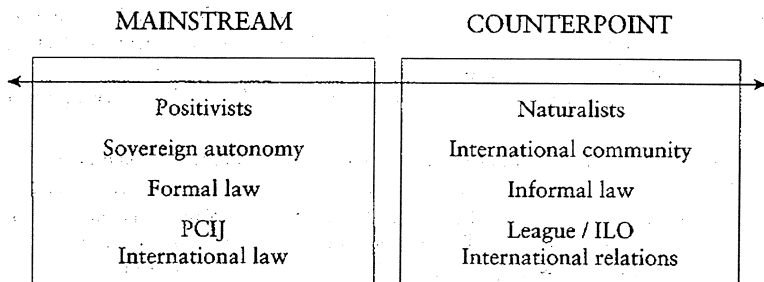 MAINSTREAM
COUNTERPOINT
Positivists
Naturalists
Sovereign autonomy
International community
Formal law
Informal law
PCIJ
League / ILO
International law
International relations